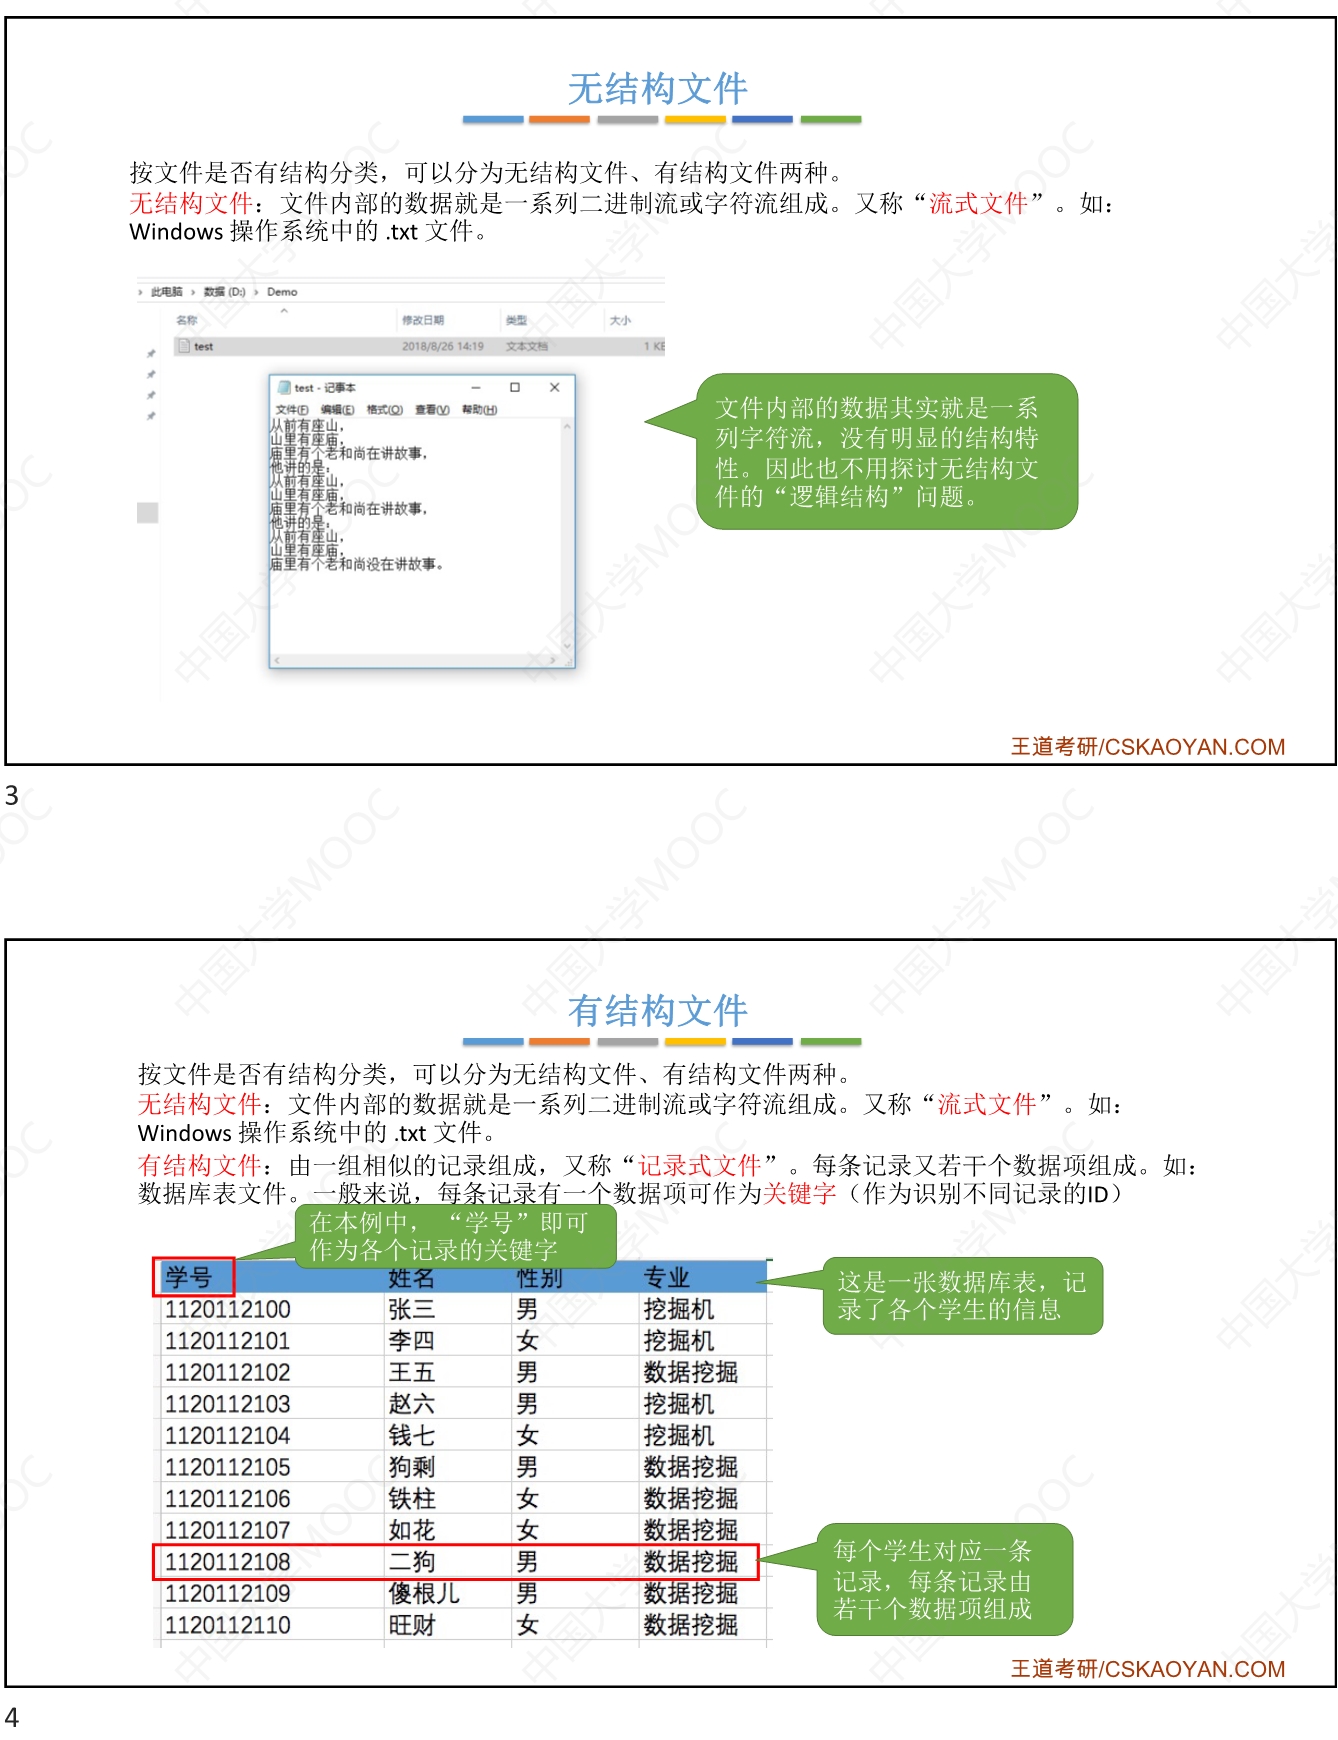 无结构文件
按文件是否有结构分类，可以分为无结构文件、有结构文件两种。
无结构文件：文件内部的数据就是一系列二进制流或字符流组成。又称“流式文件”。如：
Windows 操作系统中的 .txt 文件。
› 此电脑 › 数据 (D:) › Demo
名称 修改日期 类型 大小
test 2018/8/26 14:19 文本文档 1 KB
test - 记事本
文件(F) 编辑(E) 格式(O) 查看(V) 帮助(H)
从前有座山，
山里有座庙，
庙里有个老和尚在讲故事，
他讲的是：
从前有座山，
山里有座庙，
庙里有个老和尚在讲故事，
他讲的是：
从前有座山，
山里有座庙，
庙里有个老和尚没在讲故事。
文件内部的数据其实就是一系
列字符流，没有明显的结构特
性。因此也不用探讨无结构文
件的“逻辑结构”问题。
王道考研/CSKAOYAN.COM
3
有结构文件
按文件是否有结构分类，可以分为无结构文件、有结构文件两种。
无结构文件：文件内部的数据就是一系列二进制流或字符流组成。又称“流式文件”。如：
Windows 操作系统中的 .txt 文件。
有结构文件：由一组相似的记录组成，又称“记录式文件”。每条记录又若干个数据项组成。如：
数据库表文件。一般来说，每条记录有一个数据项可作为关键字（作为识别不同记录的ID）
在本例中， “学号”即可
作为各个记录的关键字
学号 姓名 性别 专业
1120112100 张三 男 挖掘机
1120112101 李四 女 挖掘机
1120112102 王五 男 数据挖掘
1120112103 赵六 男 挖掘机
1120112104 钱七 女 挖掘机
1120112105 狗剩 男 数据挖掘
1120112106 铁柱 女 数据挖掘
1120112107 如花 女 数据挖掘
1120112108 二狗 男 数据挖掘
1120112109 傻根儿 男 数据挖掘
1120112110 旺财 女 数据挖掘
这是一张数据库表，记
录了各个学生的信息
每个学生对应一条
记录，每条记录由
若干个数据项组成
王道考研/CSKAOYAN.COM
4
中国大学MOOC